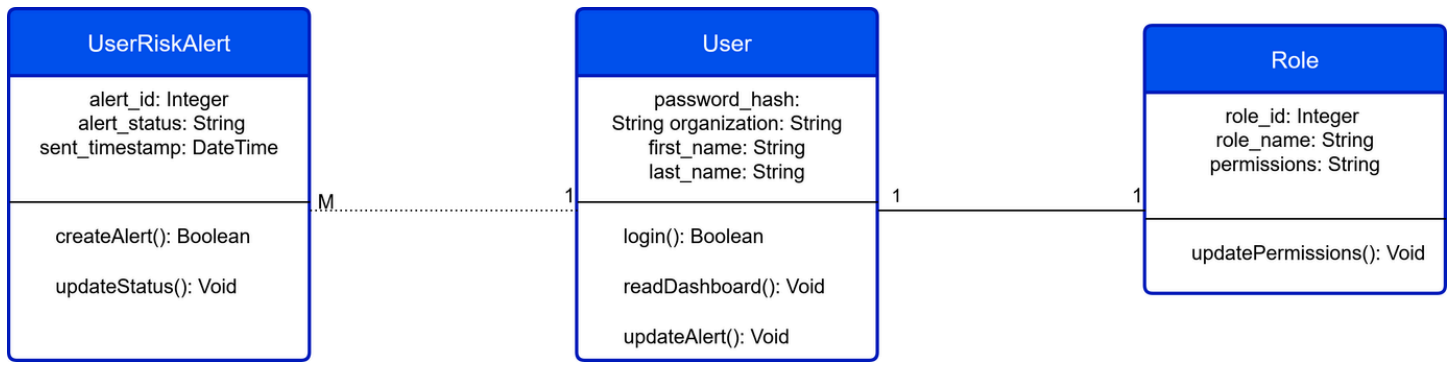 UserRiskAlert
alert_id: Integer
alert_status: String
sent_timestamp: DateTime
createAlert(): Boolean
updateStatus(): Void
M
1
User
password_hash:
String organization: String
first_name: String
last_name: String
login(): Boolean
readDashboard(): Void
updateAlert(): Void
1
1
Role
role_id: Integer
role_name: String
permissions: String
updatePermissions(): Void